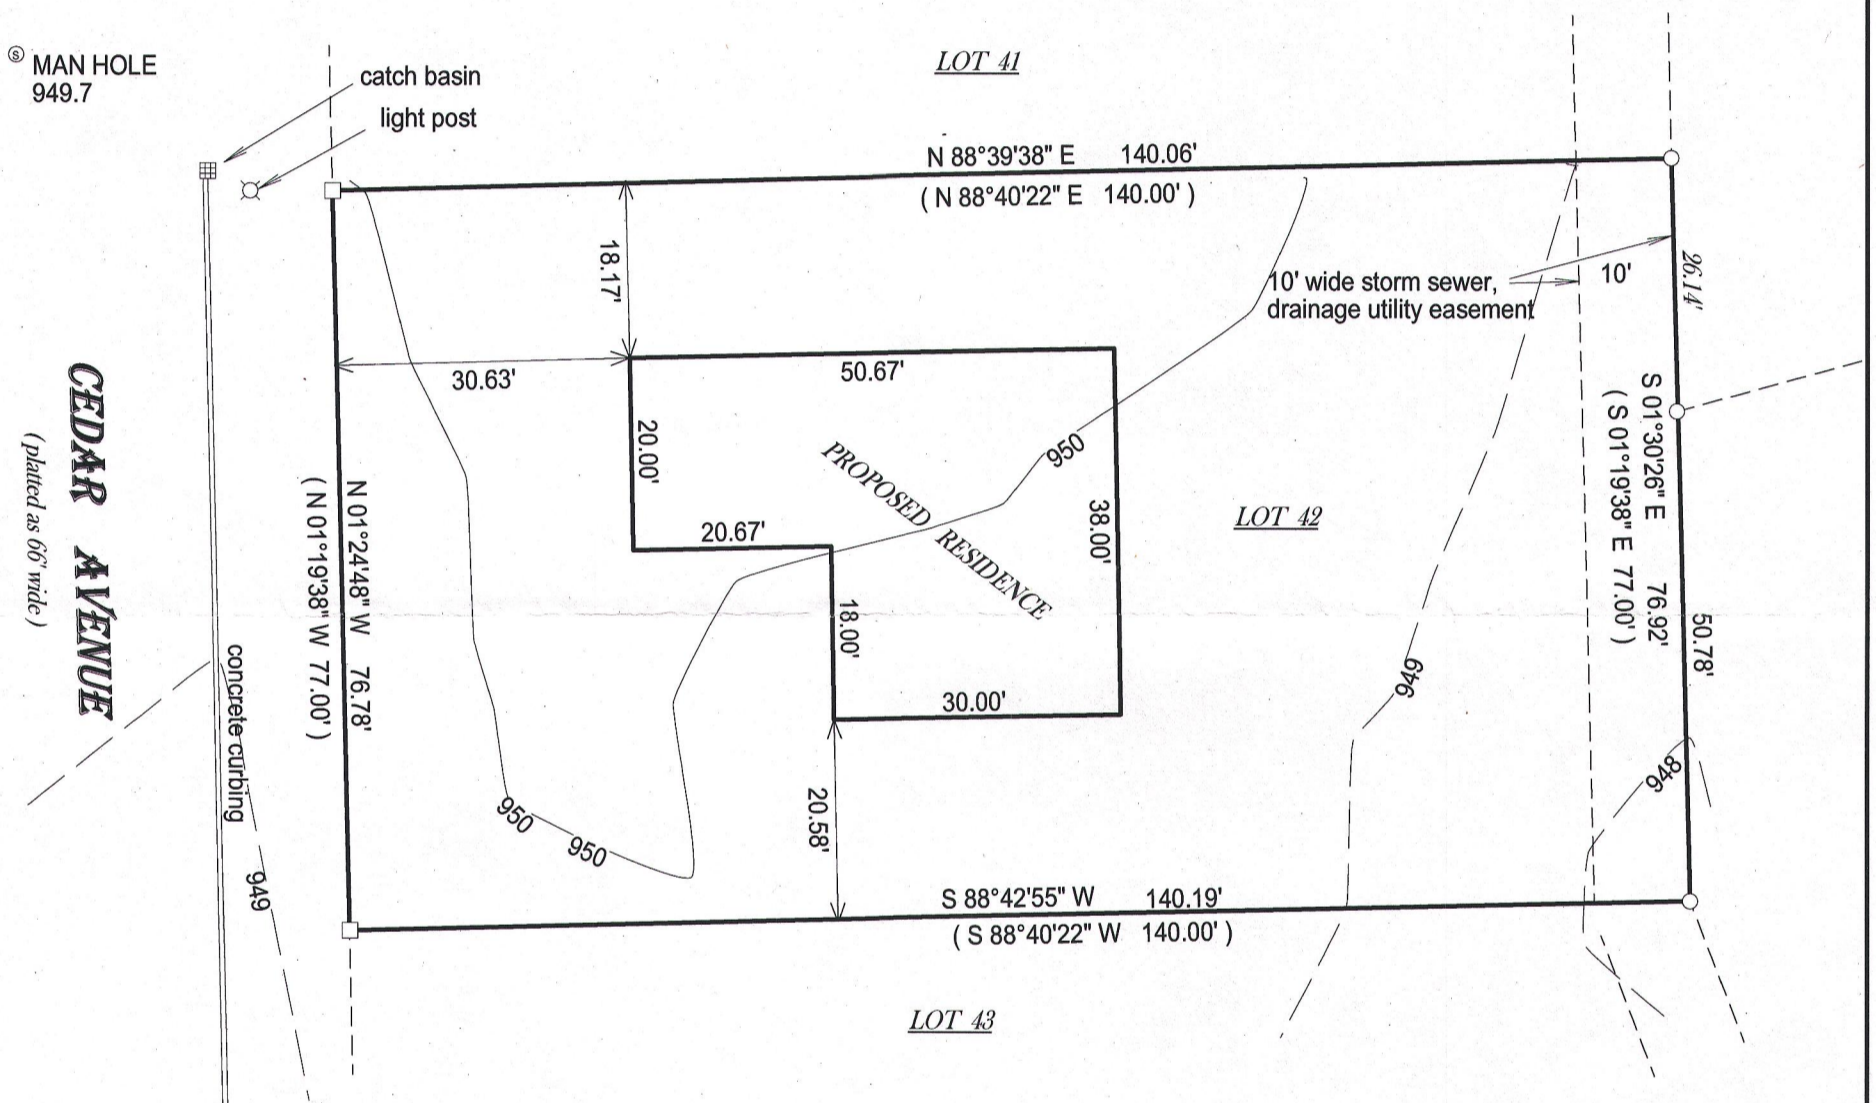 Ⓢ MAN HOLE
949.7
catch basin
light post
LOT 41
N 88°39'38" E 140.06'
( N 88°40'22" E 140.00' )
18.17'
10' wide storm sewer,
drainage utility easement
10'
26.14'
30.63'
50.67'
20.00'
950
PROPOSED RESIDENCE
38.00'
20.67'
18.00'
30.00'
LOT 42
S 01°30'26" E 76.92'
( S 01°19'38" E 77.00' )
50.78'
CEDAR AVENUE
( platted as 66' wide )
N 01°24'48" W 76.78'
( N 01°19'38" W 77.00' )
concrete curbing
949
950
950
20.58'
949
948
S 88°42'55" W 140.19'
( S 88°40'22" W 140.00' )
LOT 43